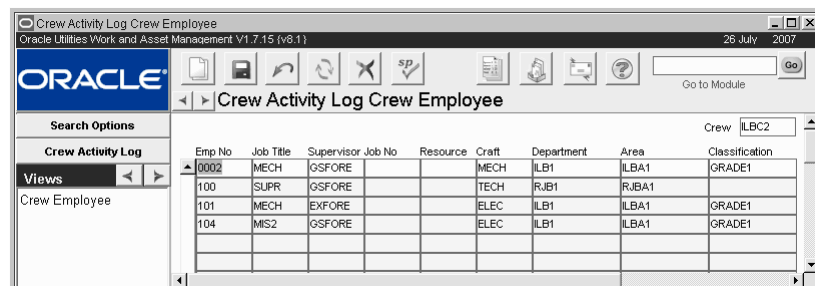 Crew Activity Log Crew Employee
Oracle Utilities Work and Asset Management V1.7.15 {v8.1} 26 July 2007
ORACLE
sp
Go
Go to Module
Crew Activity Log Crew Employee
Search Options
Crew ILBC2
Crew Activity Log
Emp No Job Title Supervisor Job No Resource Craft Department Area Classification
Views
0002 MECH GSFORE MECH ILB1 ILBA1 GRADE1
Crew Employee
100 SUPR GSFORE TECH RJB1 RJBA1
101 MECH EXFORE ELEC ILB1 ILBA1 GRADE1
104 MIS2 GSFORE ELEC ILB1 ILBA1 GRADE1